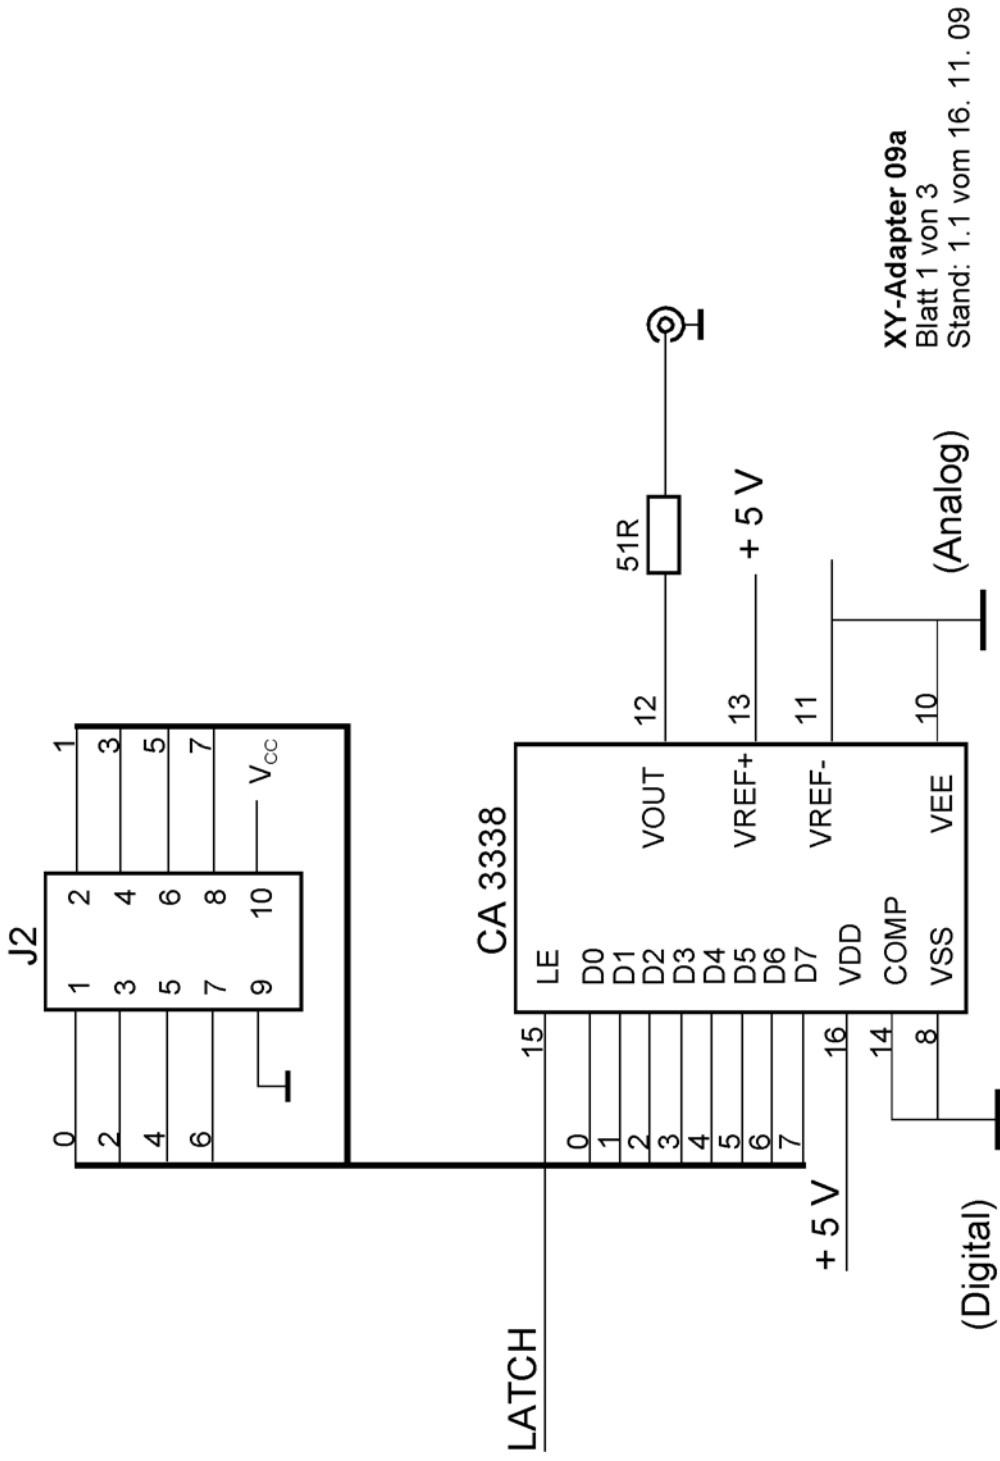 J2
0 1 2 1
2 3 4 3
4 5 6 5
6 7 8 7
9 10 V_CC
CA 3338
LATCH 15 LE
0 D0
1 D1
2 D2 VOUT 12 51R
3 D3
4 D4
5 D5 VREF+ 13 + 5 V
6 D6
7 D7 VREF- 11
+ 5 V 16 VDD
14 COMP
8 VSS VEE 10
(Digital) (Analog)
XY-Adapter 09a
Blatt 1 von 3
Stand: 1.1 vom 16. 11. 09